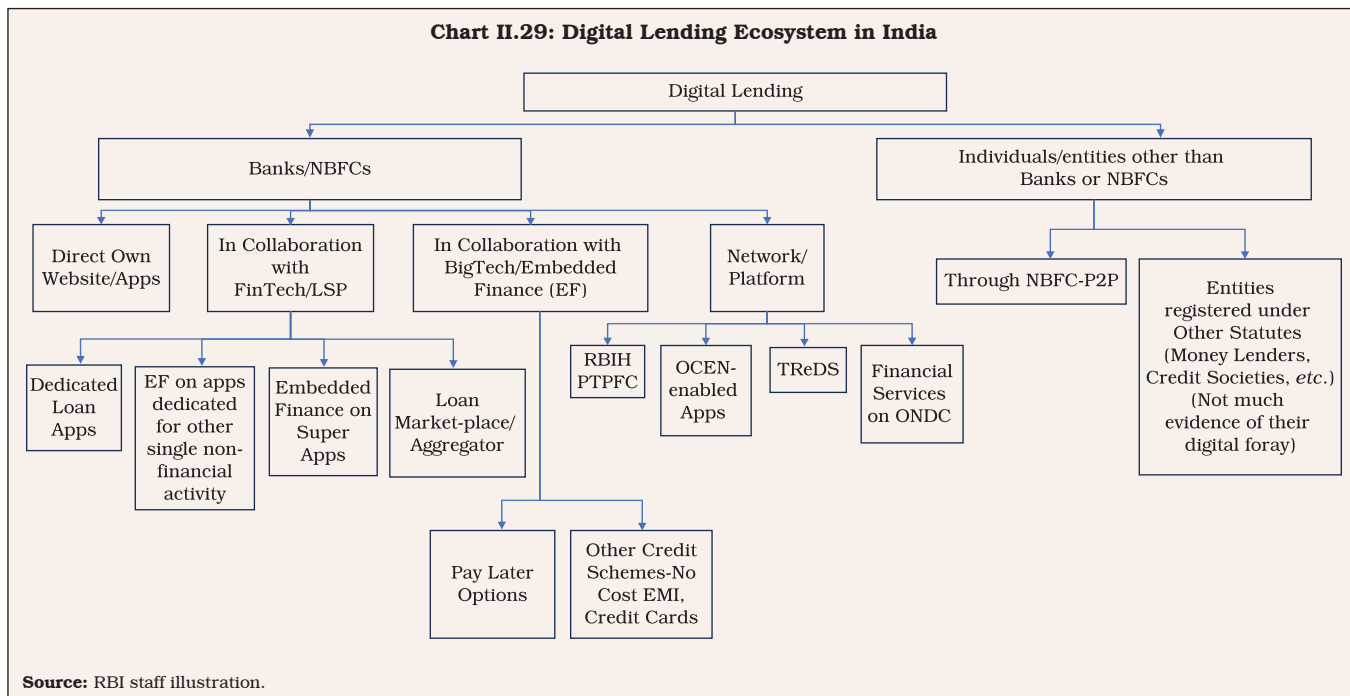 Chart II.29: Digital Lending Ecosystem in India
Digital Lending
Banks/NBFCs
Individuals/entities other than
Banks or NBFCs
Direct Own
Website/Apps
In Collaboration
with
FinTech/LSP
In Collaboration with
BigTech/Embedded
Finance (EF)
Network/
Platform
Through NBFC-P2P
Entities
registered under
Other Statutes
(Money Lenders,
Credit Societies, etc.)
(Not much
evidence of their
digital foray)
Dedicated
Loan
Apps
EF on apps
dedicated
for other
single non-
financial
activity
Embedded
Finance on
Super
Apps
Loan
Market-place/
Aggregator
RBIH
PTPFC
OCEN-
enabled
Apps
TReDS
Financial
Services
on ONDC
Pay Later
Options
Other Credit
Schemes-No
Cost EMI,
Credit Cards
Source: RBI staff illustration.